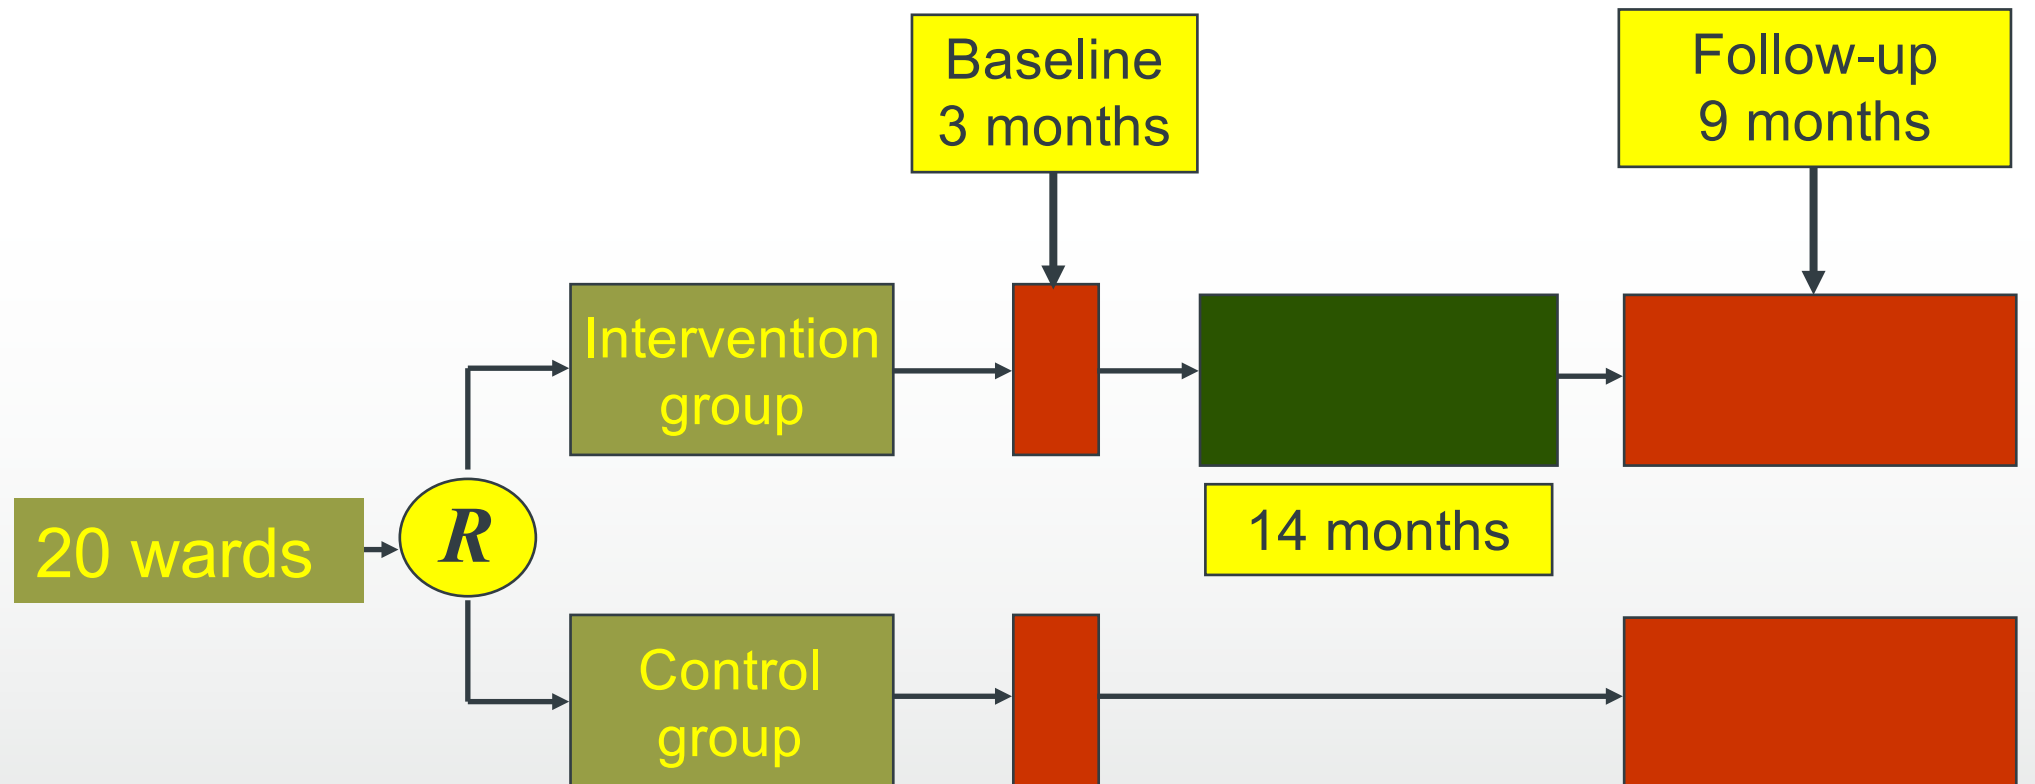 Baseline
3 months
Follow-up
9 months
Intervention
group
20 wards
R
14 months
Control
group